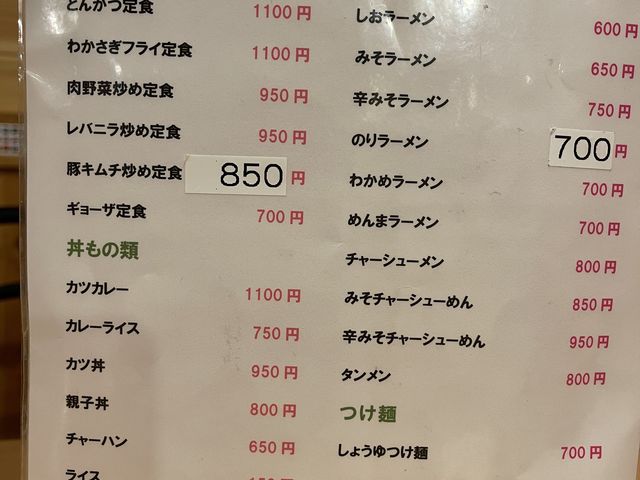 とんかつ定食 1100円
わかさぎフライ定食 1100円
肉野菜炒め定食 950円
レバニラ炒め定食 950円
豚キムチ炒め定食 850円
ギョーザ定食 700円
丼もの類
カツカレー 1100円
カレーライス 750円
カツ丼 950円
親子丼 800円
チャーハン 650円
ライス
しおラーメン 600円
みそラーメン 650円
辛みそラーメン 750円
のりラーメン 700円
わかめラーメン 700円
めんまラーメン 700円
チャーシューメン 800円
みそチャーシューめん 850円
辛みそチャーシューめん 950円
タンメン 800円
つけ麺
しょうゆつけ麺 700円